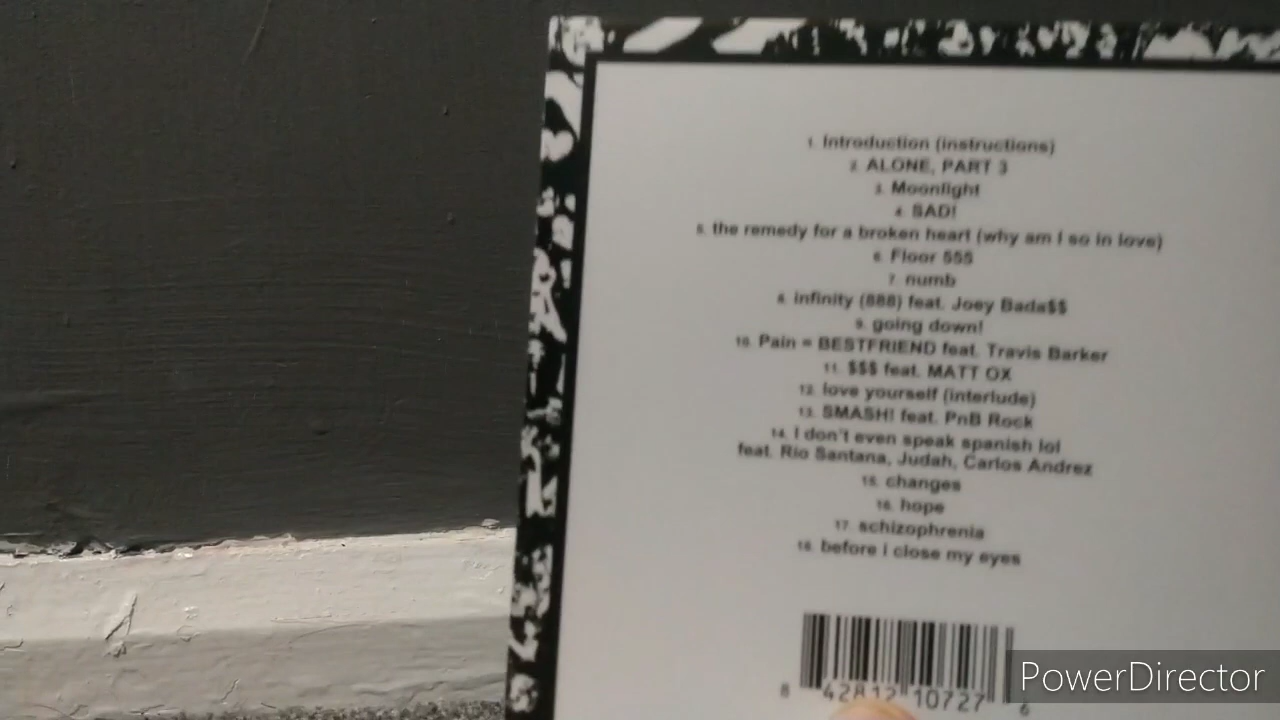 1. Introduction (instructions)
2. ALONE, PART 3
3. Moonlight
4. SAD!
5. the remedy for a broken heart (why am I so in love)
6. Floor 555
7. numb
8. infinity (888) feat. Joey Bada$$
9. going down!
10. Pain = BESTFRIEND feat. Travis Barker
11. $$$ feat. MATT OX
12. love yourself (interlude)
13. SMASH! feat. PnB Rock
14. I don't even speak spanish lol
feat. Rio Santana, Judah, Carlos Andrez
15. changes
16. hope
17. schizophrenia
18. before I close my eyes
8 42812 10727 6
PowerDirector